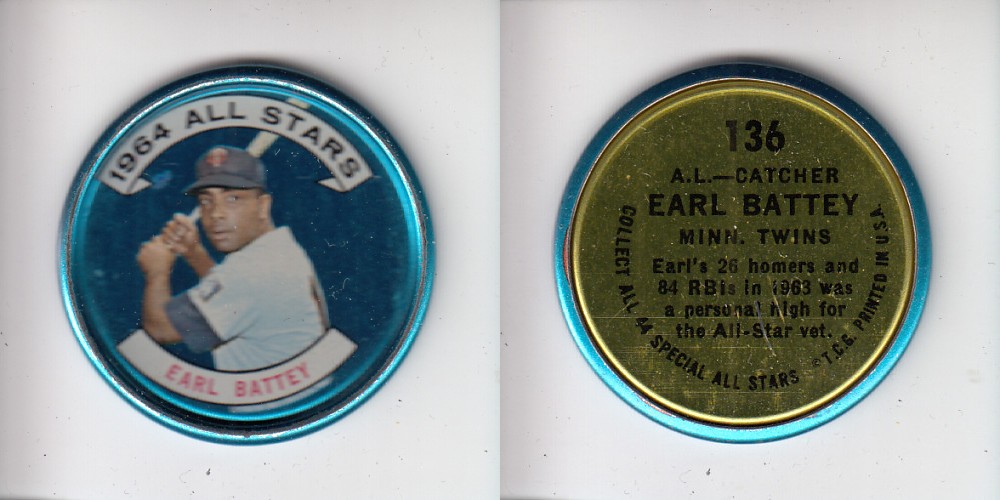 1964 ALL STARS
EARL BATTEY
136
A.L.—CATCHER
EARL BATTEY
MINN. TWINS
Earl's 26 homers and
84 RBIs in 1963 was
a personal high for
the All-Star vet.
COLLECT ALL 44 SPECIAL ALL STARS ©T.C.G. PRINTED IN U.S.A.